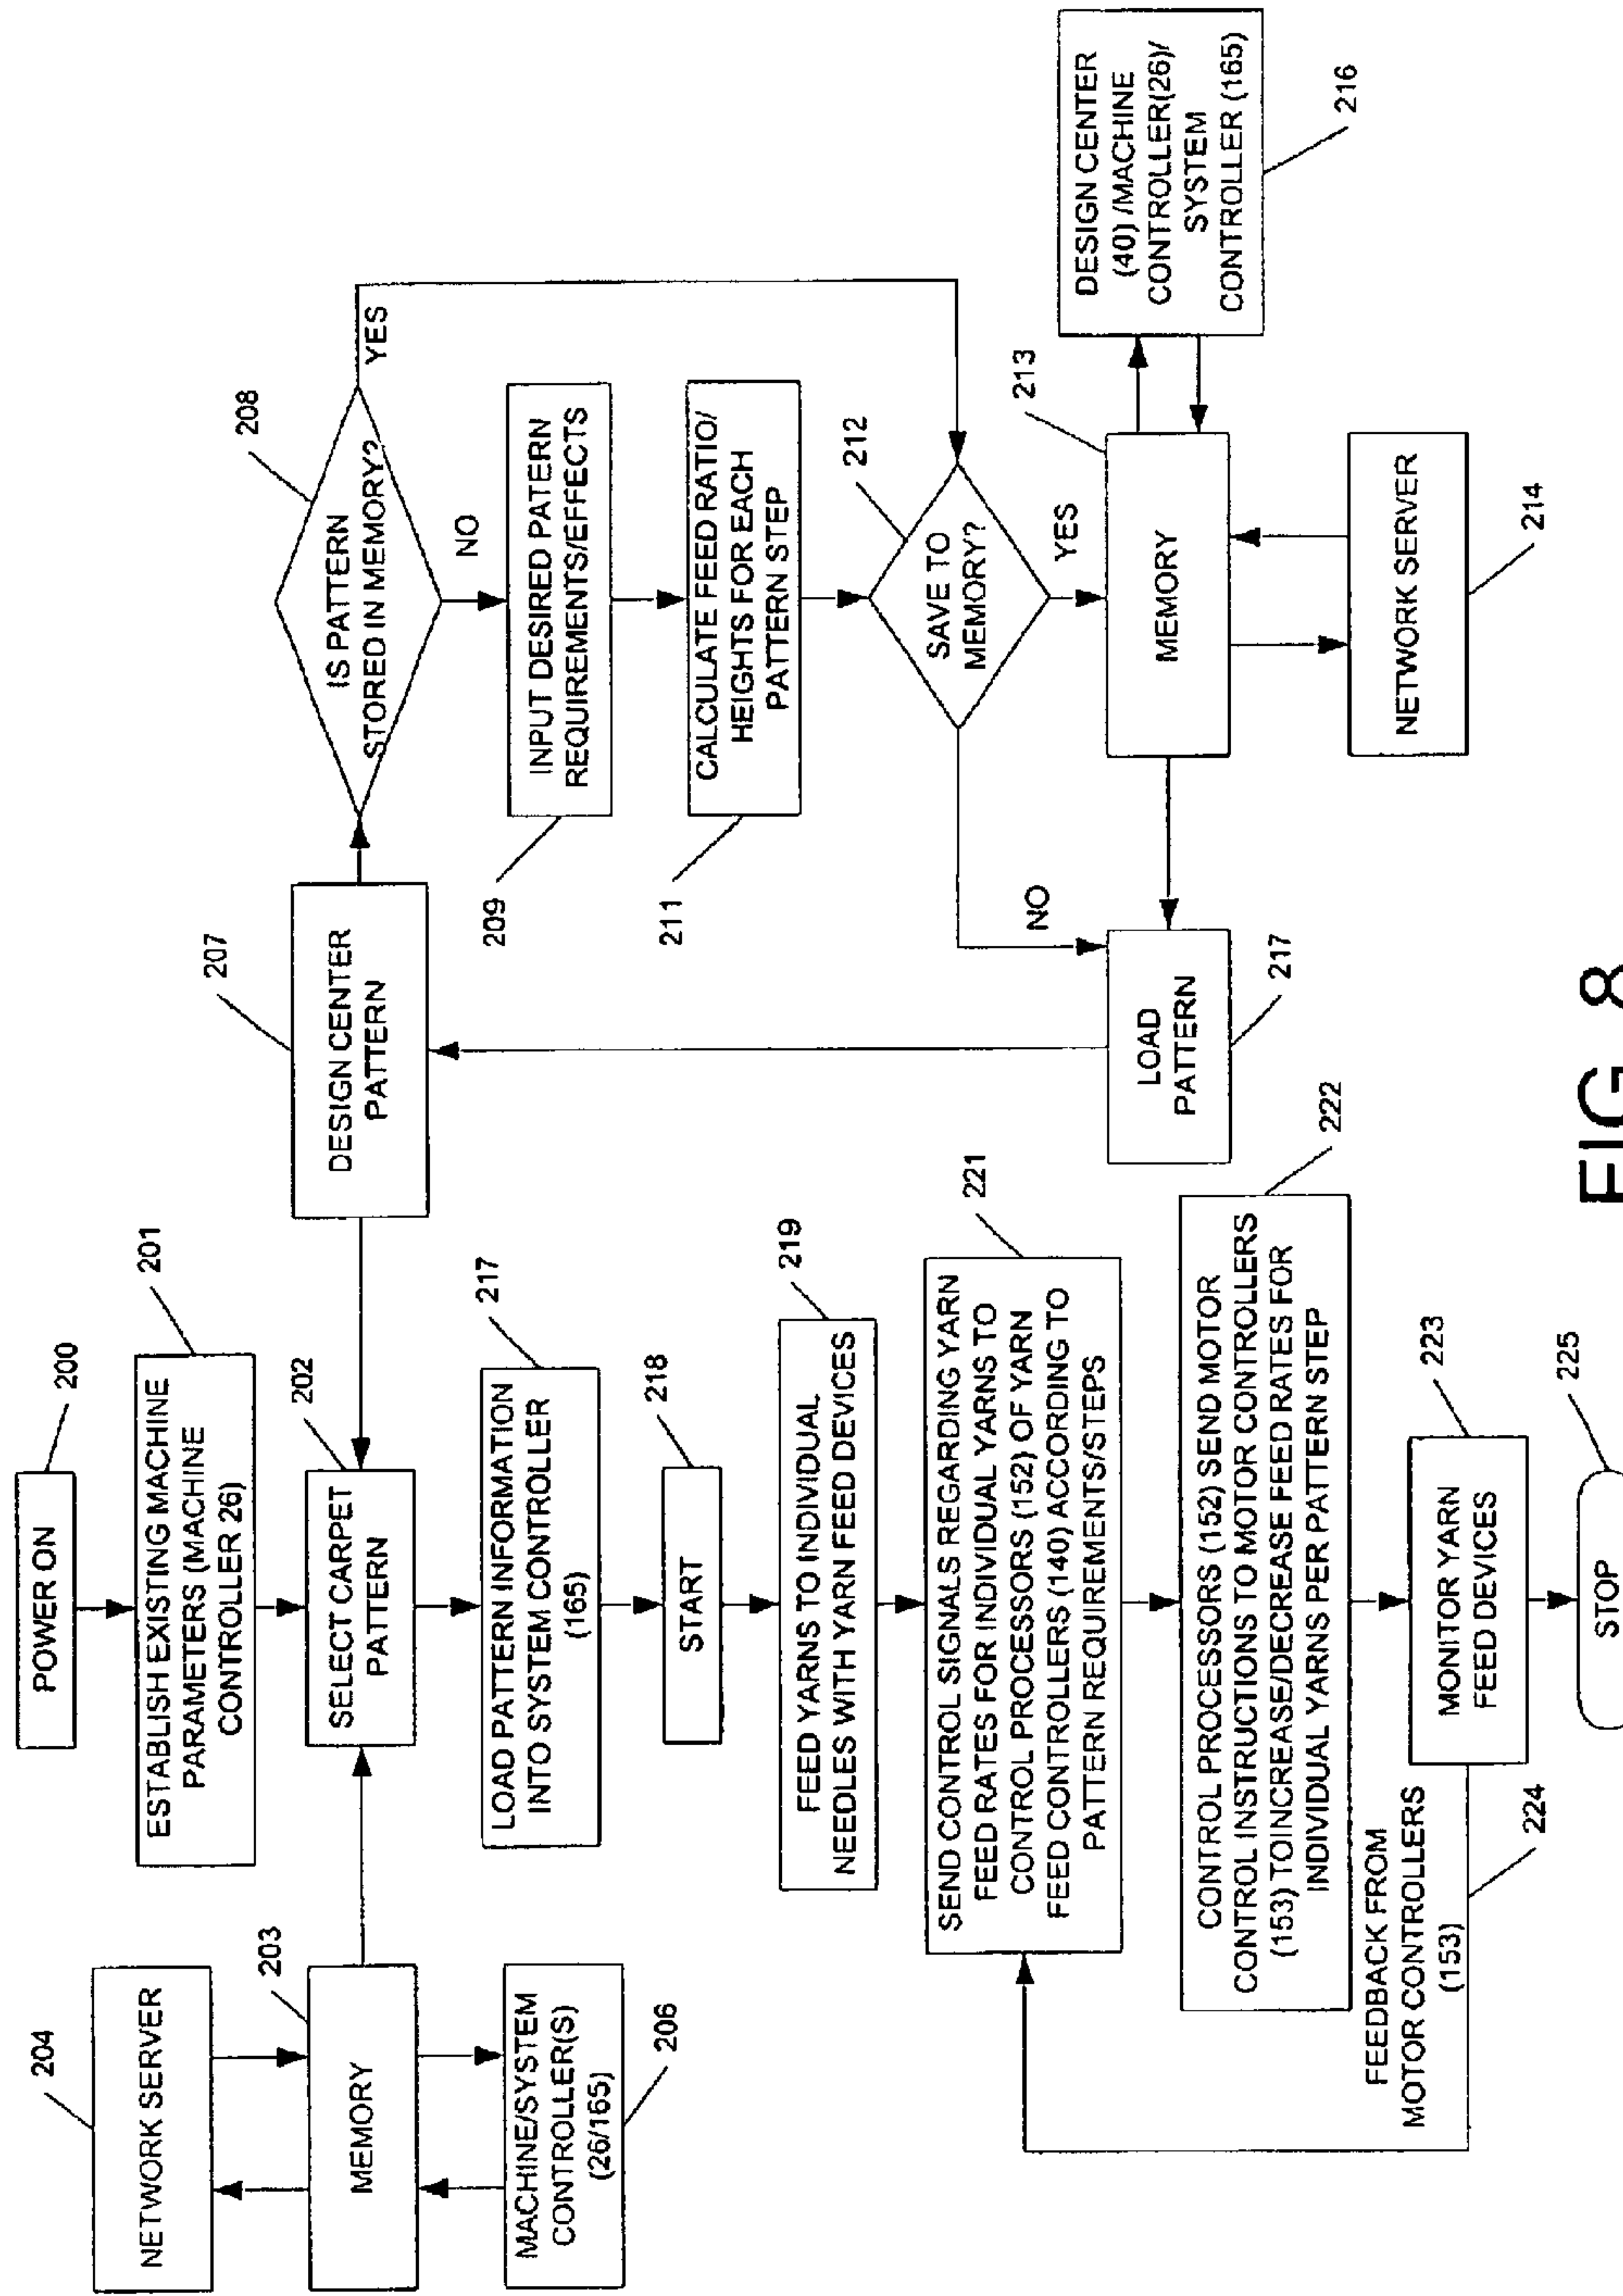 POWER ON
200
ESTABLISH EXISTING MACHINE
PARAMETERS (MACHINE
CONTROLLER 26)
201
SELECT CARPET
PATTERN
202
204
NETWORK SERVER
203
MEMORY
MACHINE/SYSTEM
CONTROLLER(S)
(26/165)
206
LOAD PATTERN INFORMATION
INTO SYSTEM CONTROLLER
(165)
217
START
218
FEED YARNS TO INDIVIDUAL
NEEDLES WITH YARN FEED DEVICES
219
SEND CONTROL SIGNALS REGARDING YARN
FEED RATES FOR INDIVIDUAL YARNS TO
CONTROL PROCESSORS (152) OF YARN
FEED CONTROLLERS (140) ACCORDING TO
PATTERN REQUIREMENTS/STEPS
221
CONTROL PROCESSORS (152) SEND MOTOR
CONTROL INSTRUCTIONS TO MOTOR CONTROLLERS
(153) TOINCREASE/DECREASE FEED RATES FOR
INDIVIDUAL YARNS PER PATTERN STEP
222
FEEDBACK FROM
MOTOR CONTROLLERS
(153)
224
MONITOR YARN
FEED DEVICES
223
STOP
225
207
DESIGN CENTER
PATTERN
208
IS PATTERN
STORED IN MEMORY?
YES
NO
INPUT DESIRED PATERN
REQUIREMENTS/EFFECTS
209
CALCULATE FEED RATIO/
HEIGHTS FOR EACH
PATTERN STEP
211
212
SAVE TO
MEMORY?
YES
NO
213
MEMORY
LOAD
PATTERN
217
NETWORK SERVER
214
DESIGN CENTER
(40) /MACHINE
CONTROLLER(26)/
SYSTEM
CONTROLLER (165)
216
FIG. 8